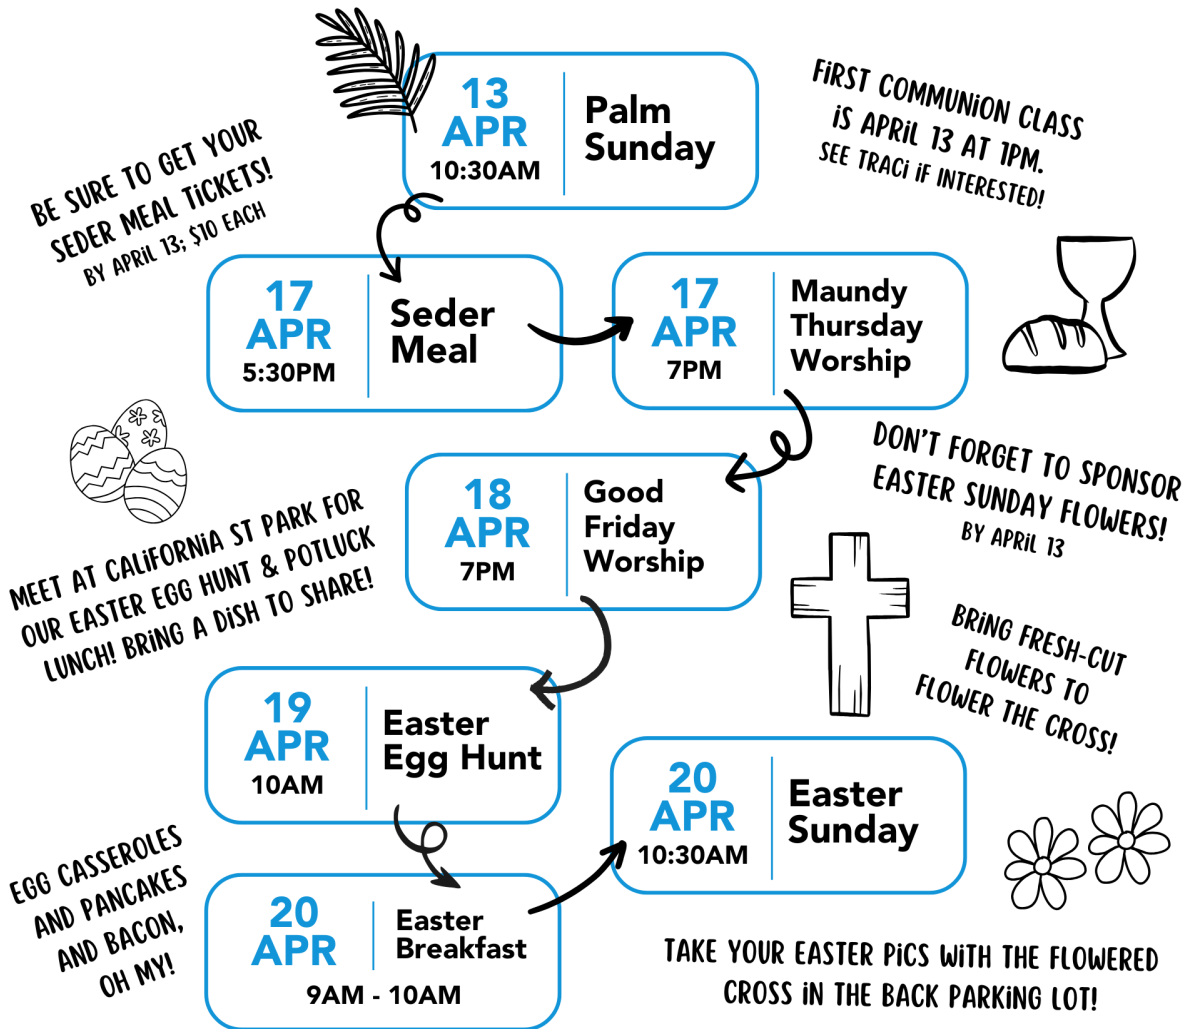 13
APR
10:30AM
Palm
Sunday
FIRST COMMUNION CLASS
IS APRIL 13 AT 1PM.
SEE TRACI IF INTERESTED!
BE SURE TO GET YOUR
SEDER MEAL TICKETS!
BY APRIL 13; $10 EACH
17
APR
5:30PM
Seder
Meal
17
APR
7PM
Maundy
Thursday
Worship
DON'T FORGET TO SPONSOR
EASTER SUNDAY FLOWERS!
BY APRIL 13
18
APR
7PM
Good
Friday
Worship
MEET AT CALIFORNIA ST PARK FOR
OUR EASTER EGG HUNT & POTLUCK
LUNCH! BRING A DISH TO SHARE!
BRING FRESH-CUT
FLOWERS TO
FLOWER THE CROSS!
19
APR
10AM
Easter
Egg Hunt
20
APR
10:30AM
Easter
Sunday
EGG CASSEROLES
AND PANCAKES
AND BACON,
OH MY!
20
APR
Easter
Breakfast
9AM - 10AM
TAKE YOUR EASTER PICS WITH THE FLOWERED
CROSS IN THE BACK PARKING LOT!